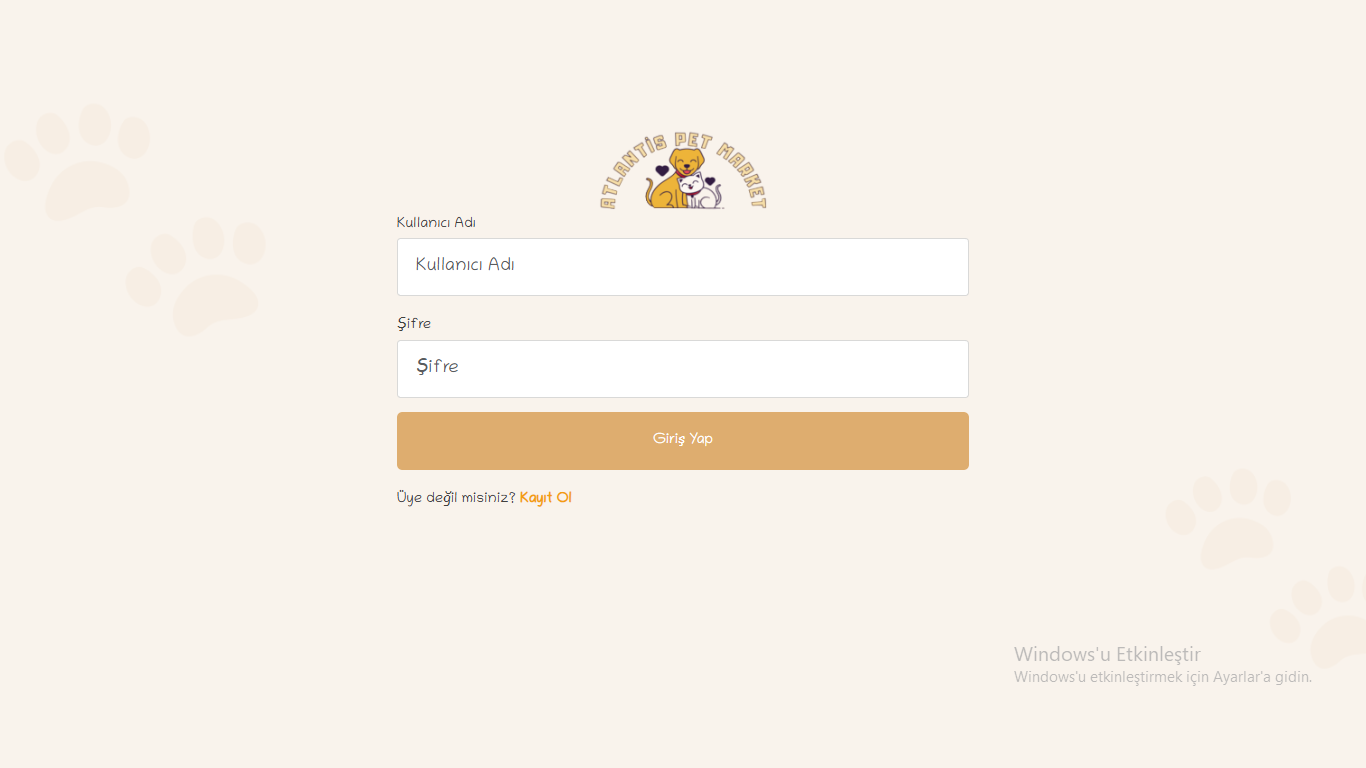 ATLANTİS PET MARKET
Kullanıcı Adı
Kullanıcı Adı
Şifre
Şifre
Giriş Yap
Üye değil misiniz? Kayıt Ol
Windows'u Etkinleştir
Windows'u etkinleştirmek için Ayarlar'a gidin.